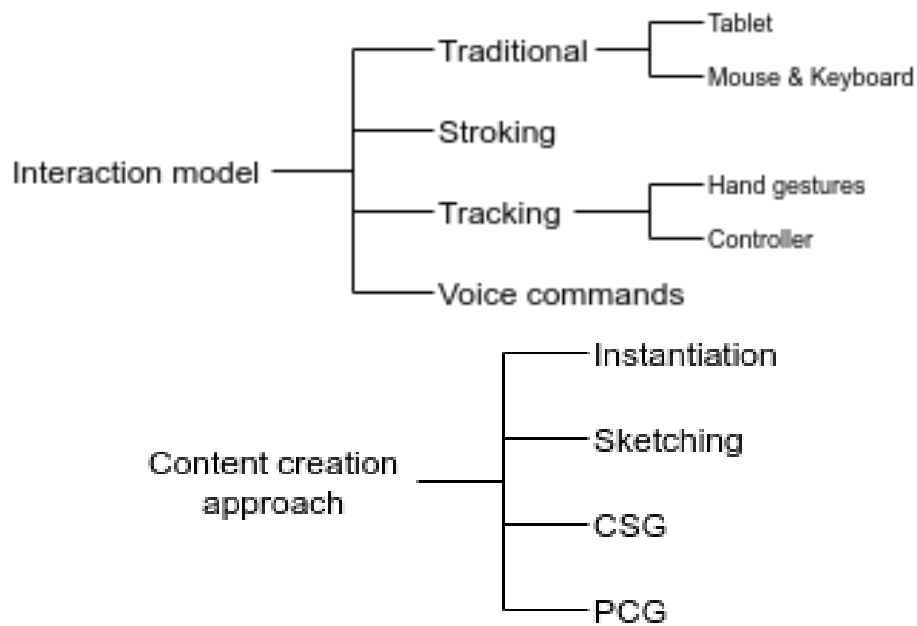 Tablet
Traditional
Mouse & Keyboard
Stroking
Interaction model
Hand gestures
Tracking
Controller
Voice commands
Instantiation
Sketching
Content creation
approach
CSG
PCG